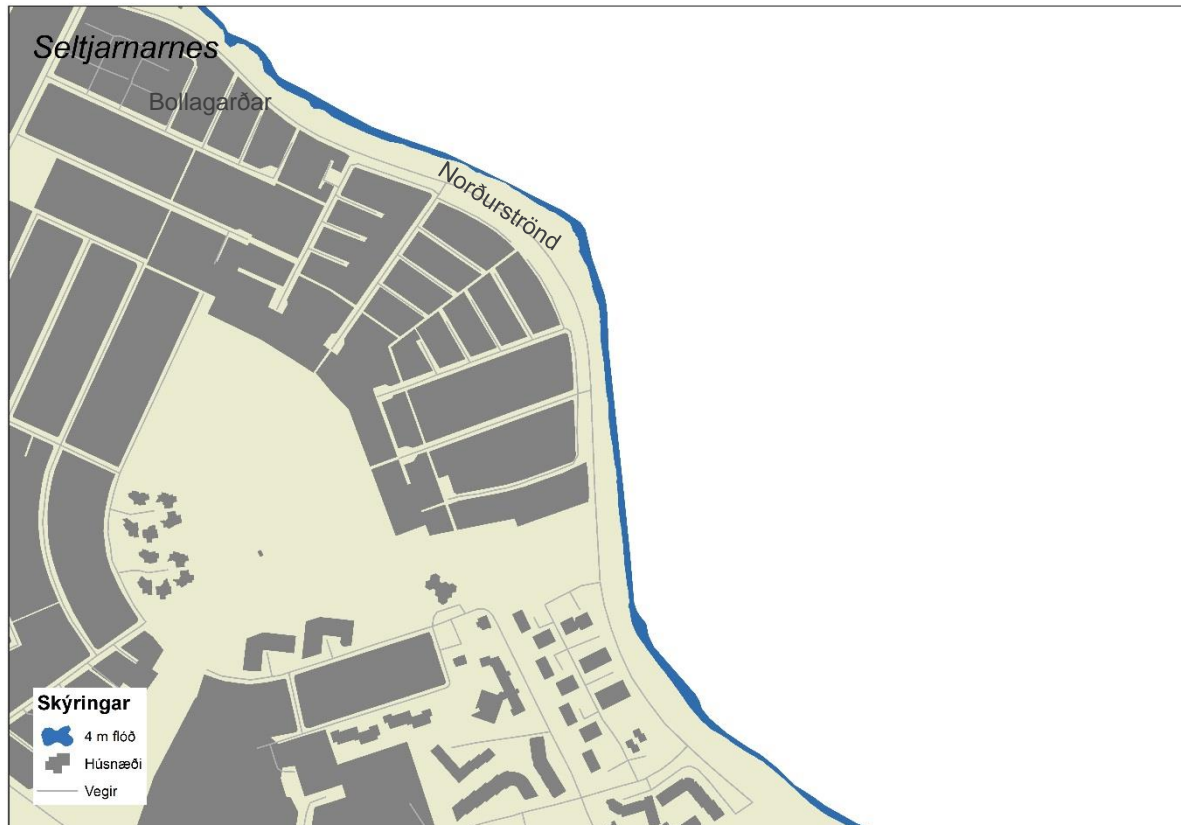 Seltjarnarnes
Bollagarðar
Norðurströnd
Skýringar
4 m flóð
Húsnæði
Vegir